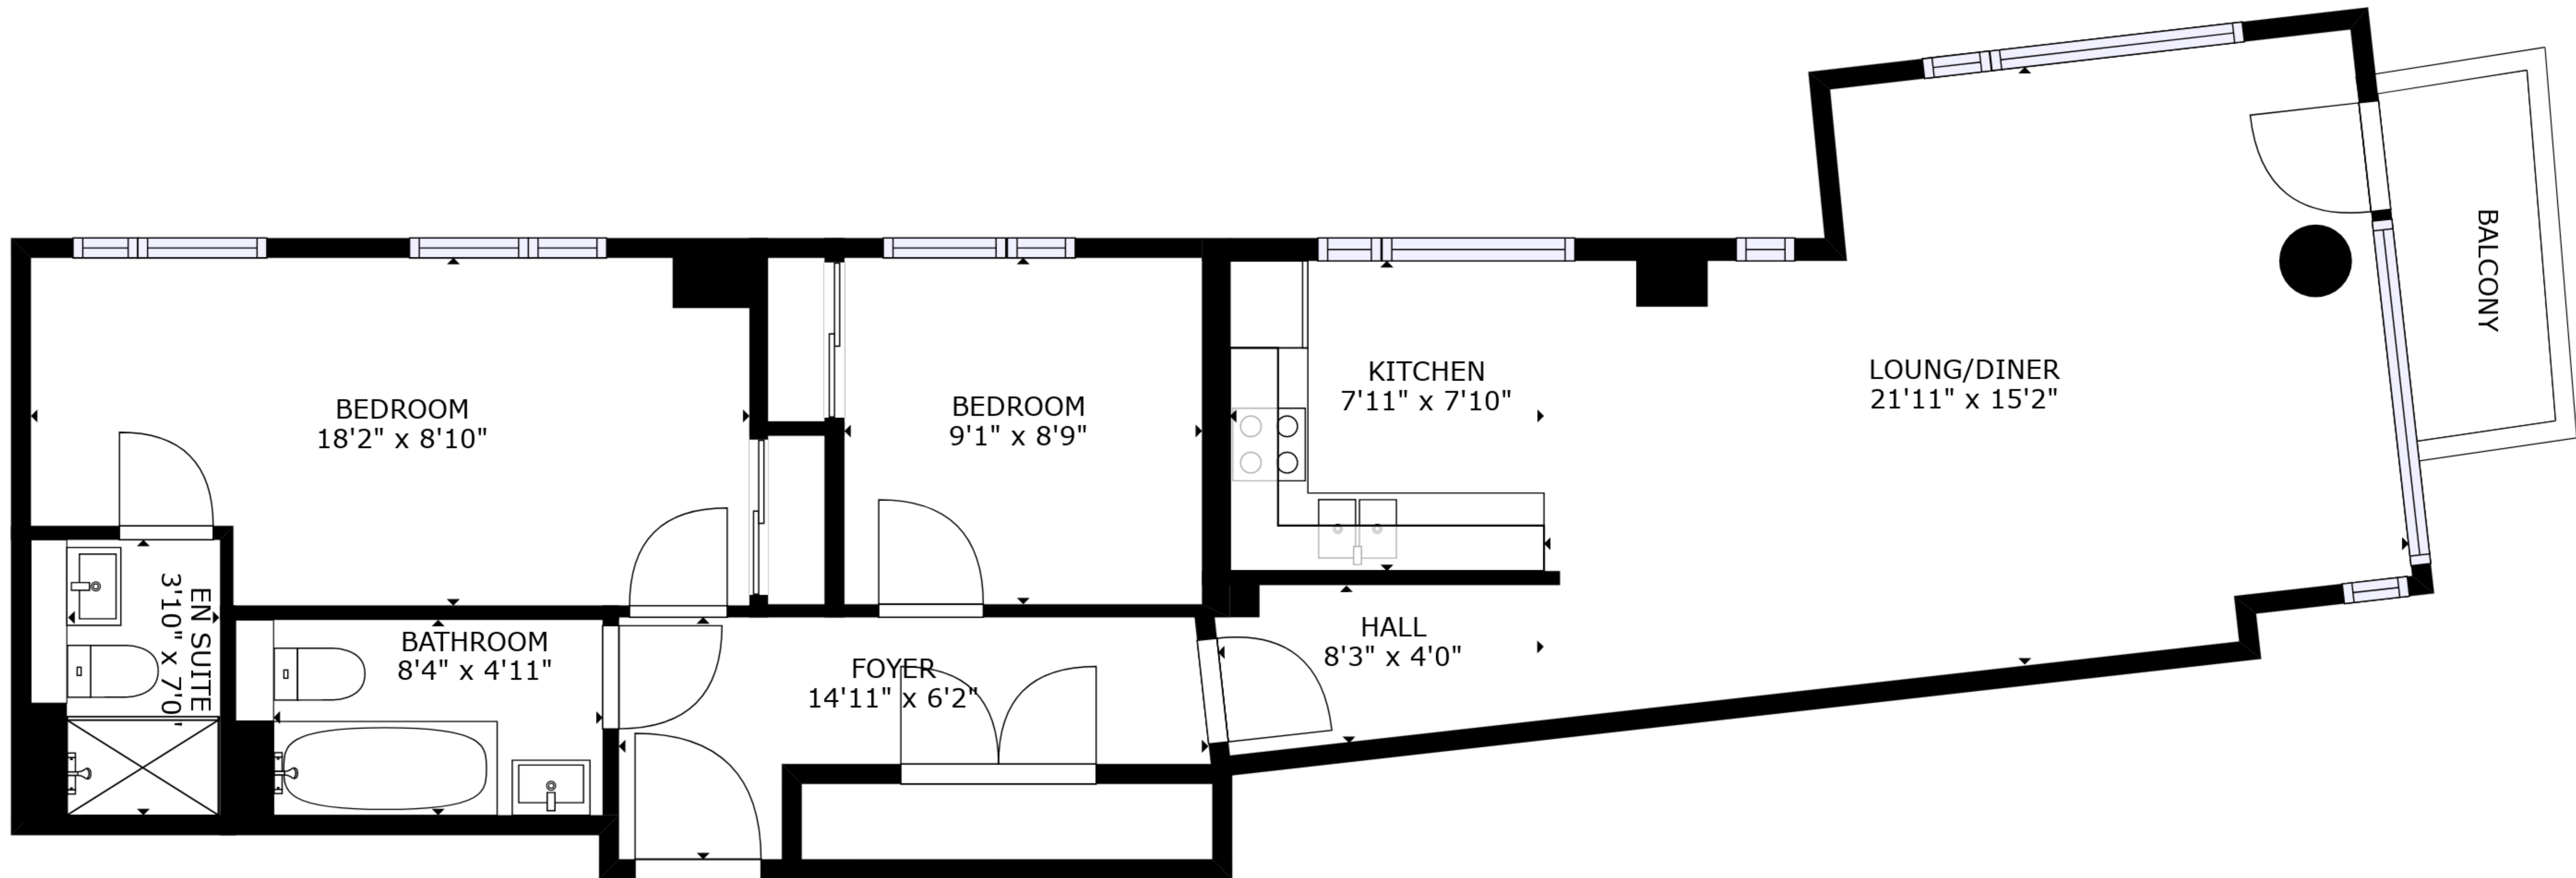 BEDROOM
18'2" x 8'10"
BEDROOM
9'1" x 8'9"
KITCHEN
7'11" x 7'10"
LOUNG/DINER
21'11" x 15'2"
BALCONY
EN SUITE
3'10" x 7'0"
BATHROOM
8'4" x 4'11"
FOYER
14'11" x 6'2"
HALL
8'3" x 4'0"